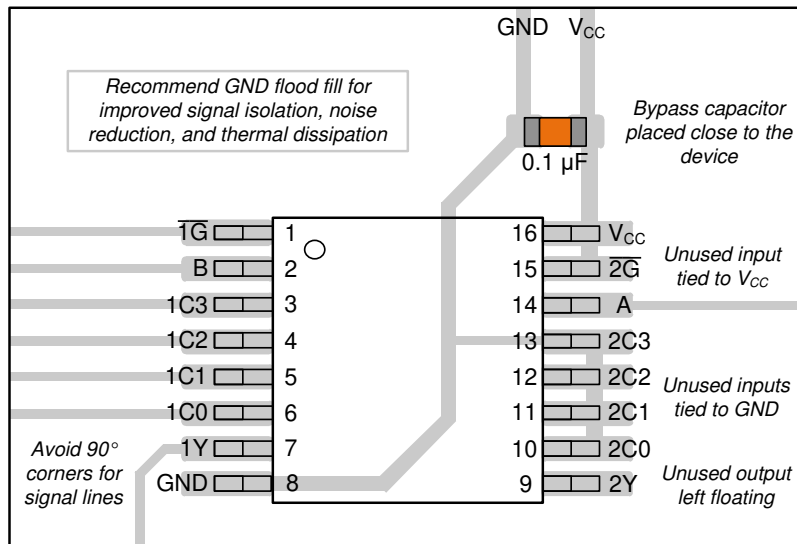 GND VCC
Recommend GND flood fill for
improved signal isolation, noise
reduction, and thermal dissipation
Bypass capacitor
placed close to the
device
0.1 µF
1G̅ 1 16 VCC
B 2 15 2G̅
Unused input
tied to VCC
1C3 3 14 A
1C2 4 13 2C3
1C1 5 12 2C2
Unused inputs
tied to GND
1C0 6 11 2C1
1Y 7 10 2C0
Avoid 90°
corners for
signal lines
GND 8 9 2Y
Unused output
left floating